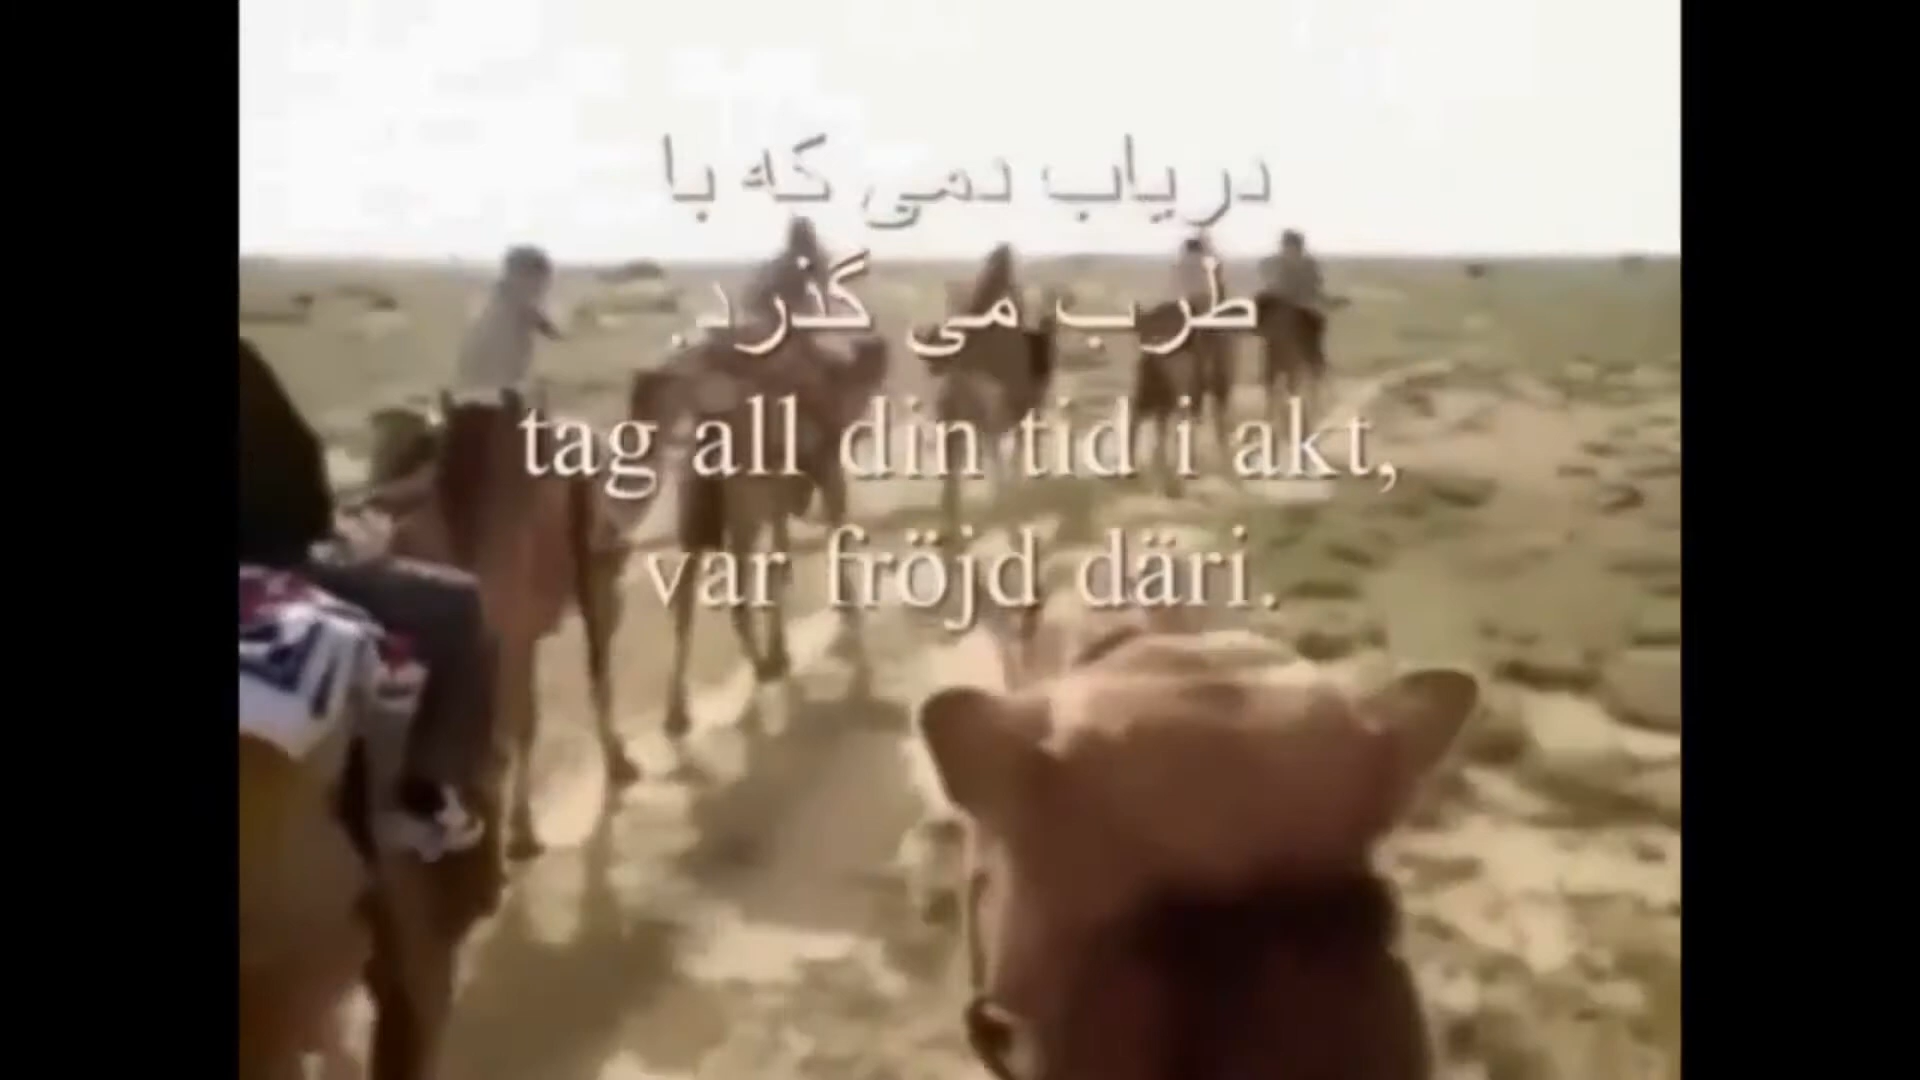 دریاب دمی که با
طرب می گذرد.
tag all din tid i akt,
var fröjd däri.